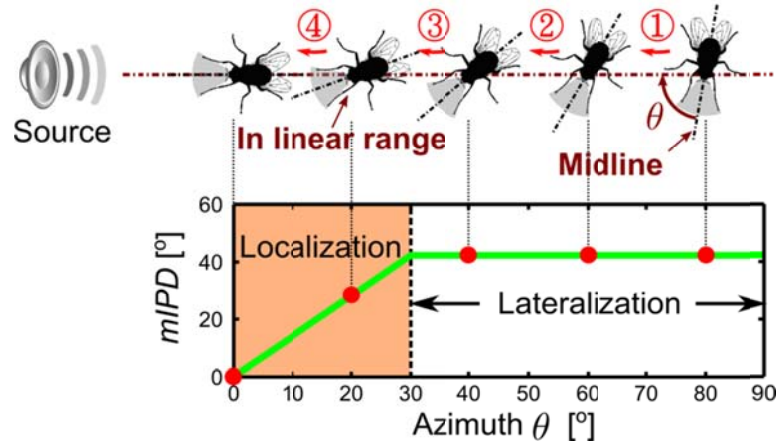 ④ ③ ② ①
Source
In linear range
θ
Midline
60
40
20
0
mIPD [º]
Localization
Lateralization
0 10 20 30 40 50 60 70 80 90
Azimuth θ [º]